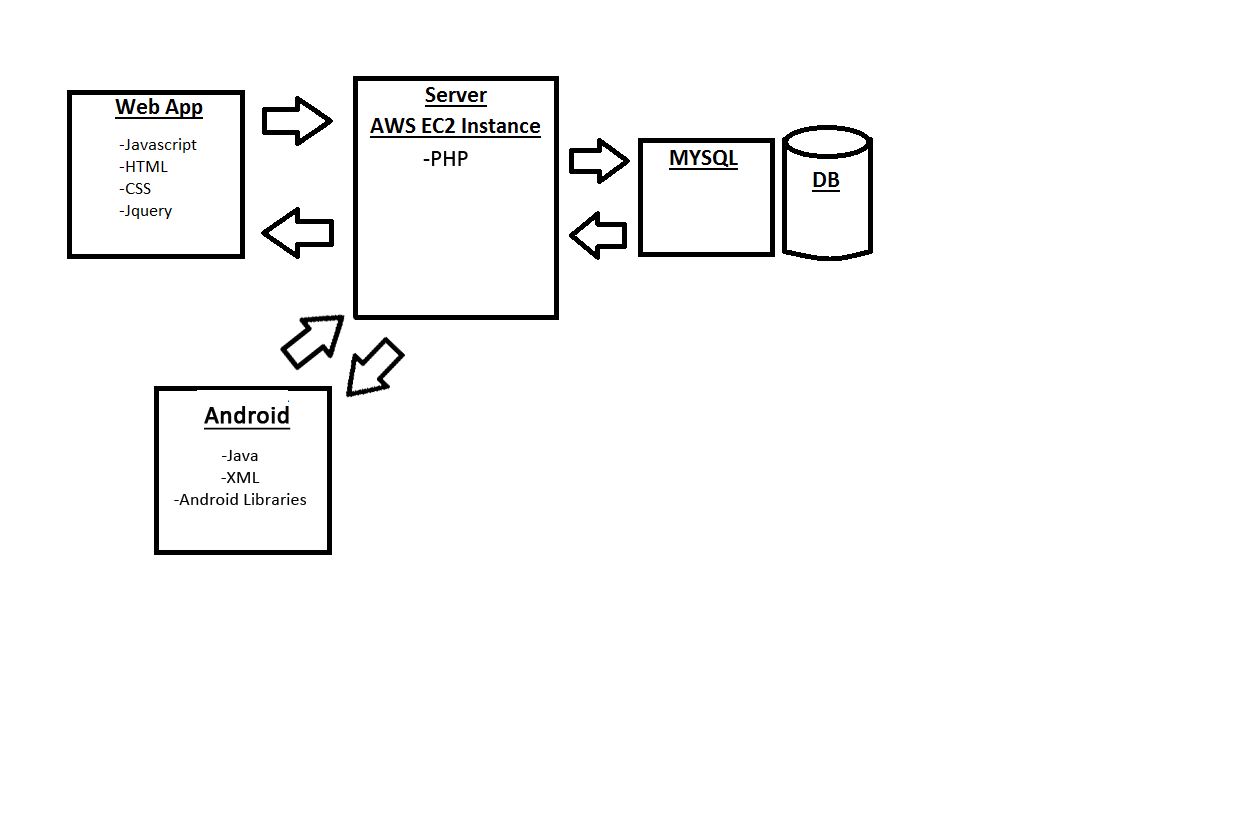 Web App
-Javascript
-HTML
-CSS
-Jquery
Server
AWS EC2 Instance
-PHP
MYSQL
DB
Android
-Java
-XML
-Android Libraries